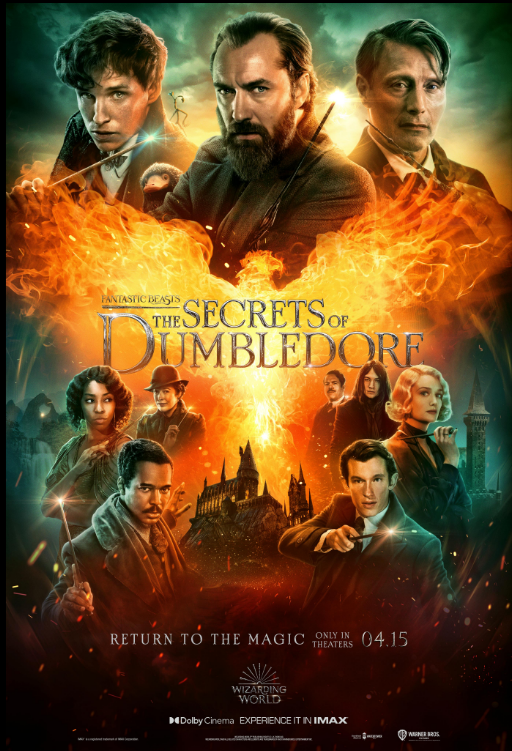 FANTASTIC BEASTS
THE SECRETS OF
DUMBLEDORE
RETURN TO THE MAGIC ONLY IN THEATERS 04.15
WIZARDING
WORLD
Dolby Cinema EXPERIENCE IT IN IMAX
WARNER BROS.